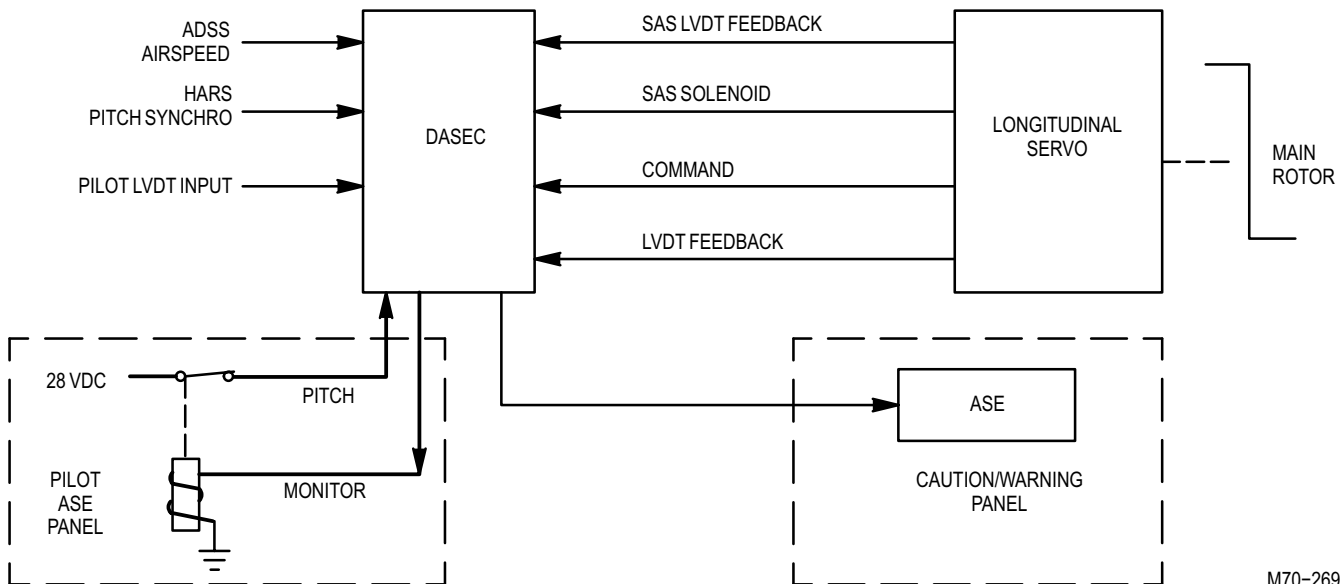 ADSS
AIRSPEED
HARS
PITCH SYNCHRO
PILOT LVDT INPUT
DASEC
SAS LVDT FEEDBACK
SAS SOLENOID
COMMAND
LVDT FEEDBACK
LONGITUDINAL
SERVO
MAIN
ROTOR
28 VDC
PITCH
MONITOR
PILOT
ASE
PANEL
ASE
CAUTION/WARNING
PANEL
M70-269